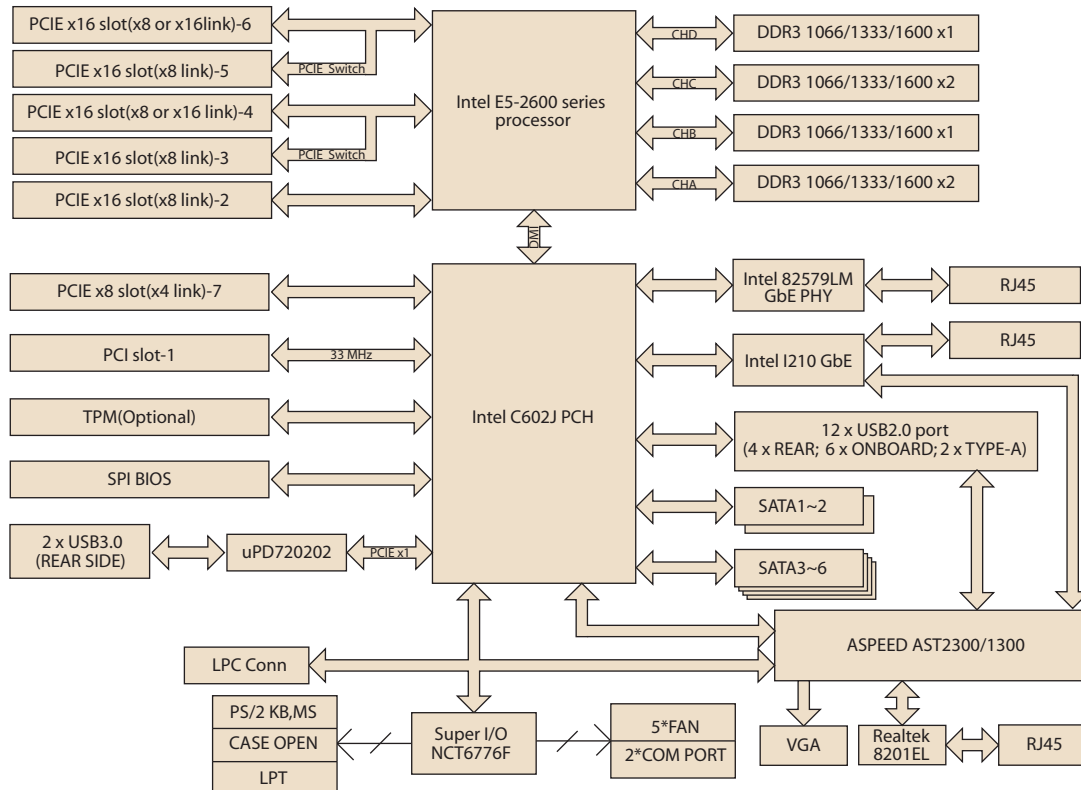 PCIE x16 slot(x8 or x16link)-6
PCIE x16 slot(x8 link)-5
PCIE Switch
PCIE x16 slot(x8 or x16 link)-4
PCIE x16 slot(x8 link)-3
PCIE Switch
PCIE x16 slot(x8 link)-2
Intel E5-2600 series
processor
CHD
DDR3 1066/1333/1600 x1
CHC
DDR3 1066/1333/1600 x2
CHB
DDR3 1066/1333/1600 x1
CHA
DDR3 1066/1333/1600 x2
DMI
PCIE x8 slot(x4 link)-7
PCI slot-1
33 MHz
TPM(Optional)
SPI BIOS
2 x USB3.0
(REAR SIDE)
uPD720202
PCIE x1
Intel C602J PCH
Intel 82579LM
GbE PHY
RJ45
Intel I210 GbE
RJ45
12 x USB2.0 port
(4 x REAR; 6 x ONBOARD; 2 x TYPE-A)
SATA1~2
SATA3~6
ASPEED AST2300/1300
LPC Conn
PS/2 KB,MS
CASE OPEN
LPT
Super I/O
NCT6776F
5*FAN
2*COM PORT
VGA
Realtek
8201EL
RJ45